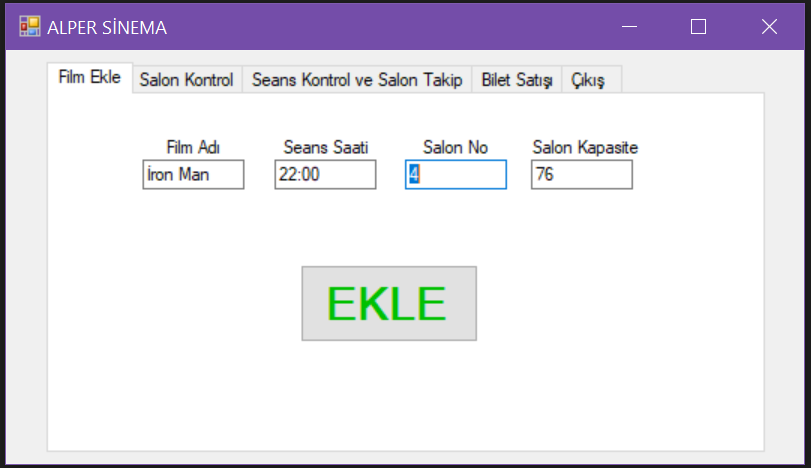 ALPER SİNEMA
Film Ekle Salon Kontrol Seans Kontrol ve Salon Takip Bilet Satışı Çıkış
Film Adı Seans Saati Salon No Salon Kapasite
İron Man 22:00 4 76
EKLE